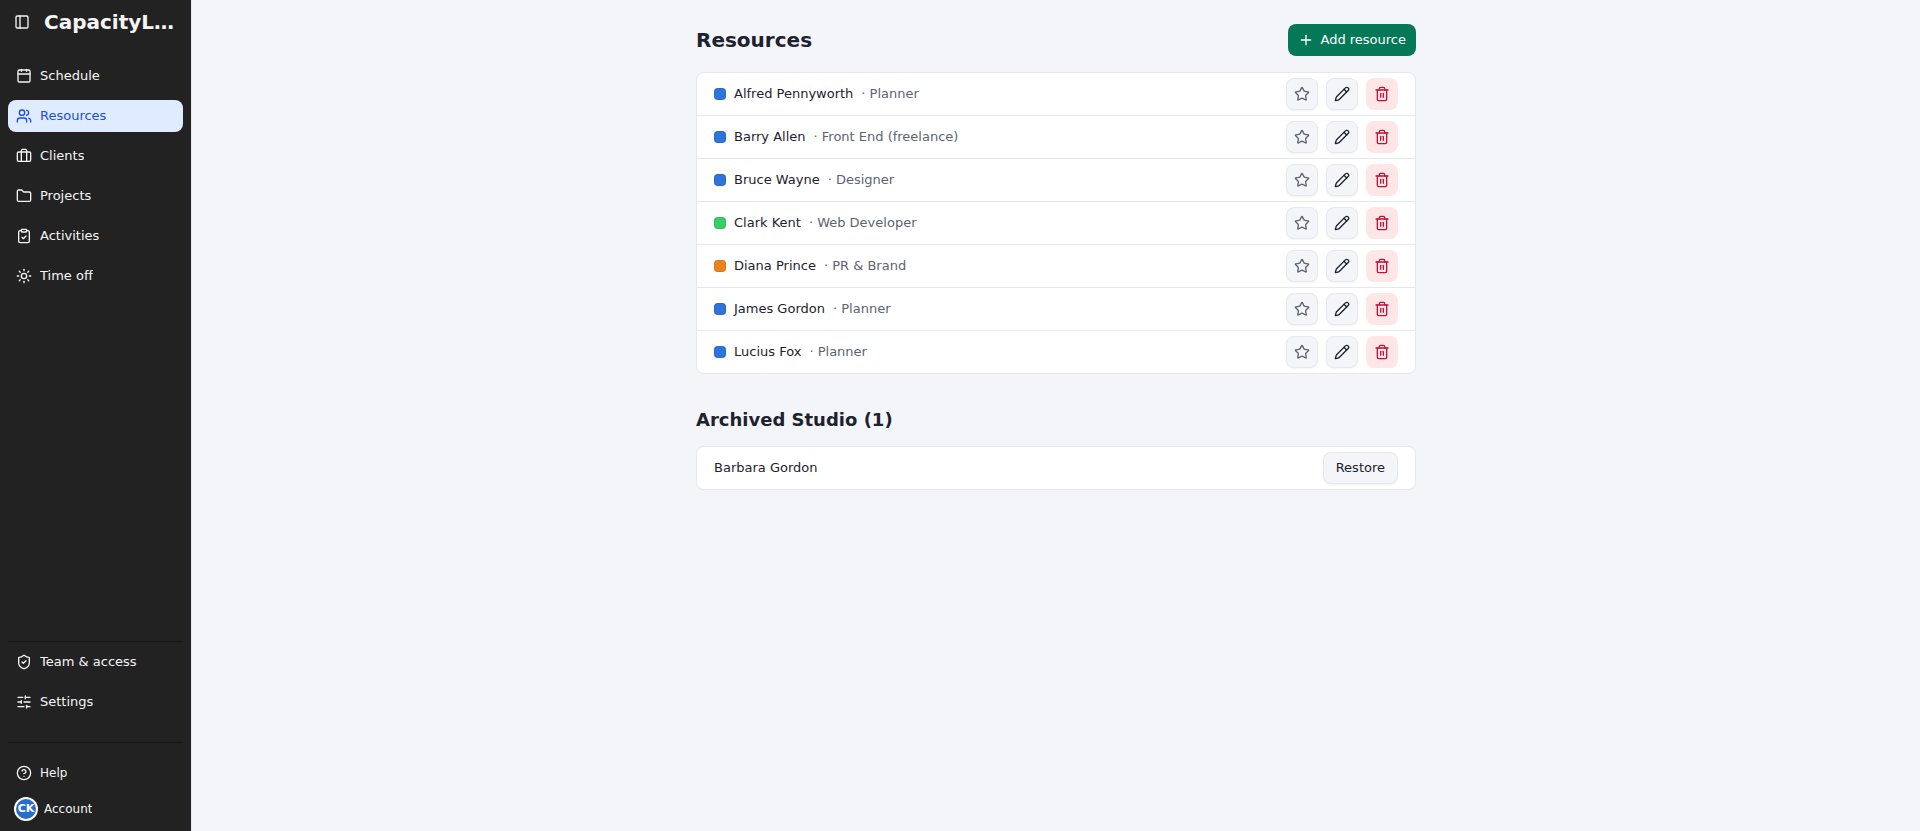 CapacityL...
Schedule
Resources
Clients
Projects
Activities
Time off
Team & access
Settings
Help
CK Account
Resources
Add resource
Alfred Pennyworth · Planner
Barry Allen · Front End (freelance)
Bruce Wayne · Designer
Clark Kent · Web Developer
Diana Prince · PR & Brand
James Gordon · Planner
Lucius Fox · Planner
Archived Studio (1)
Barbara Gordon
Restore